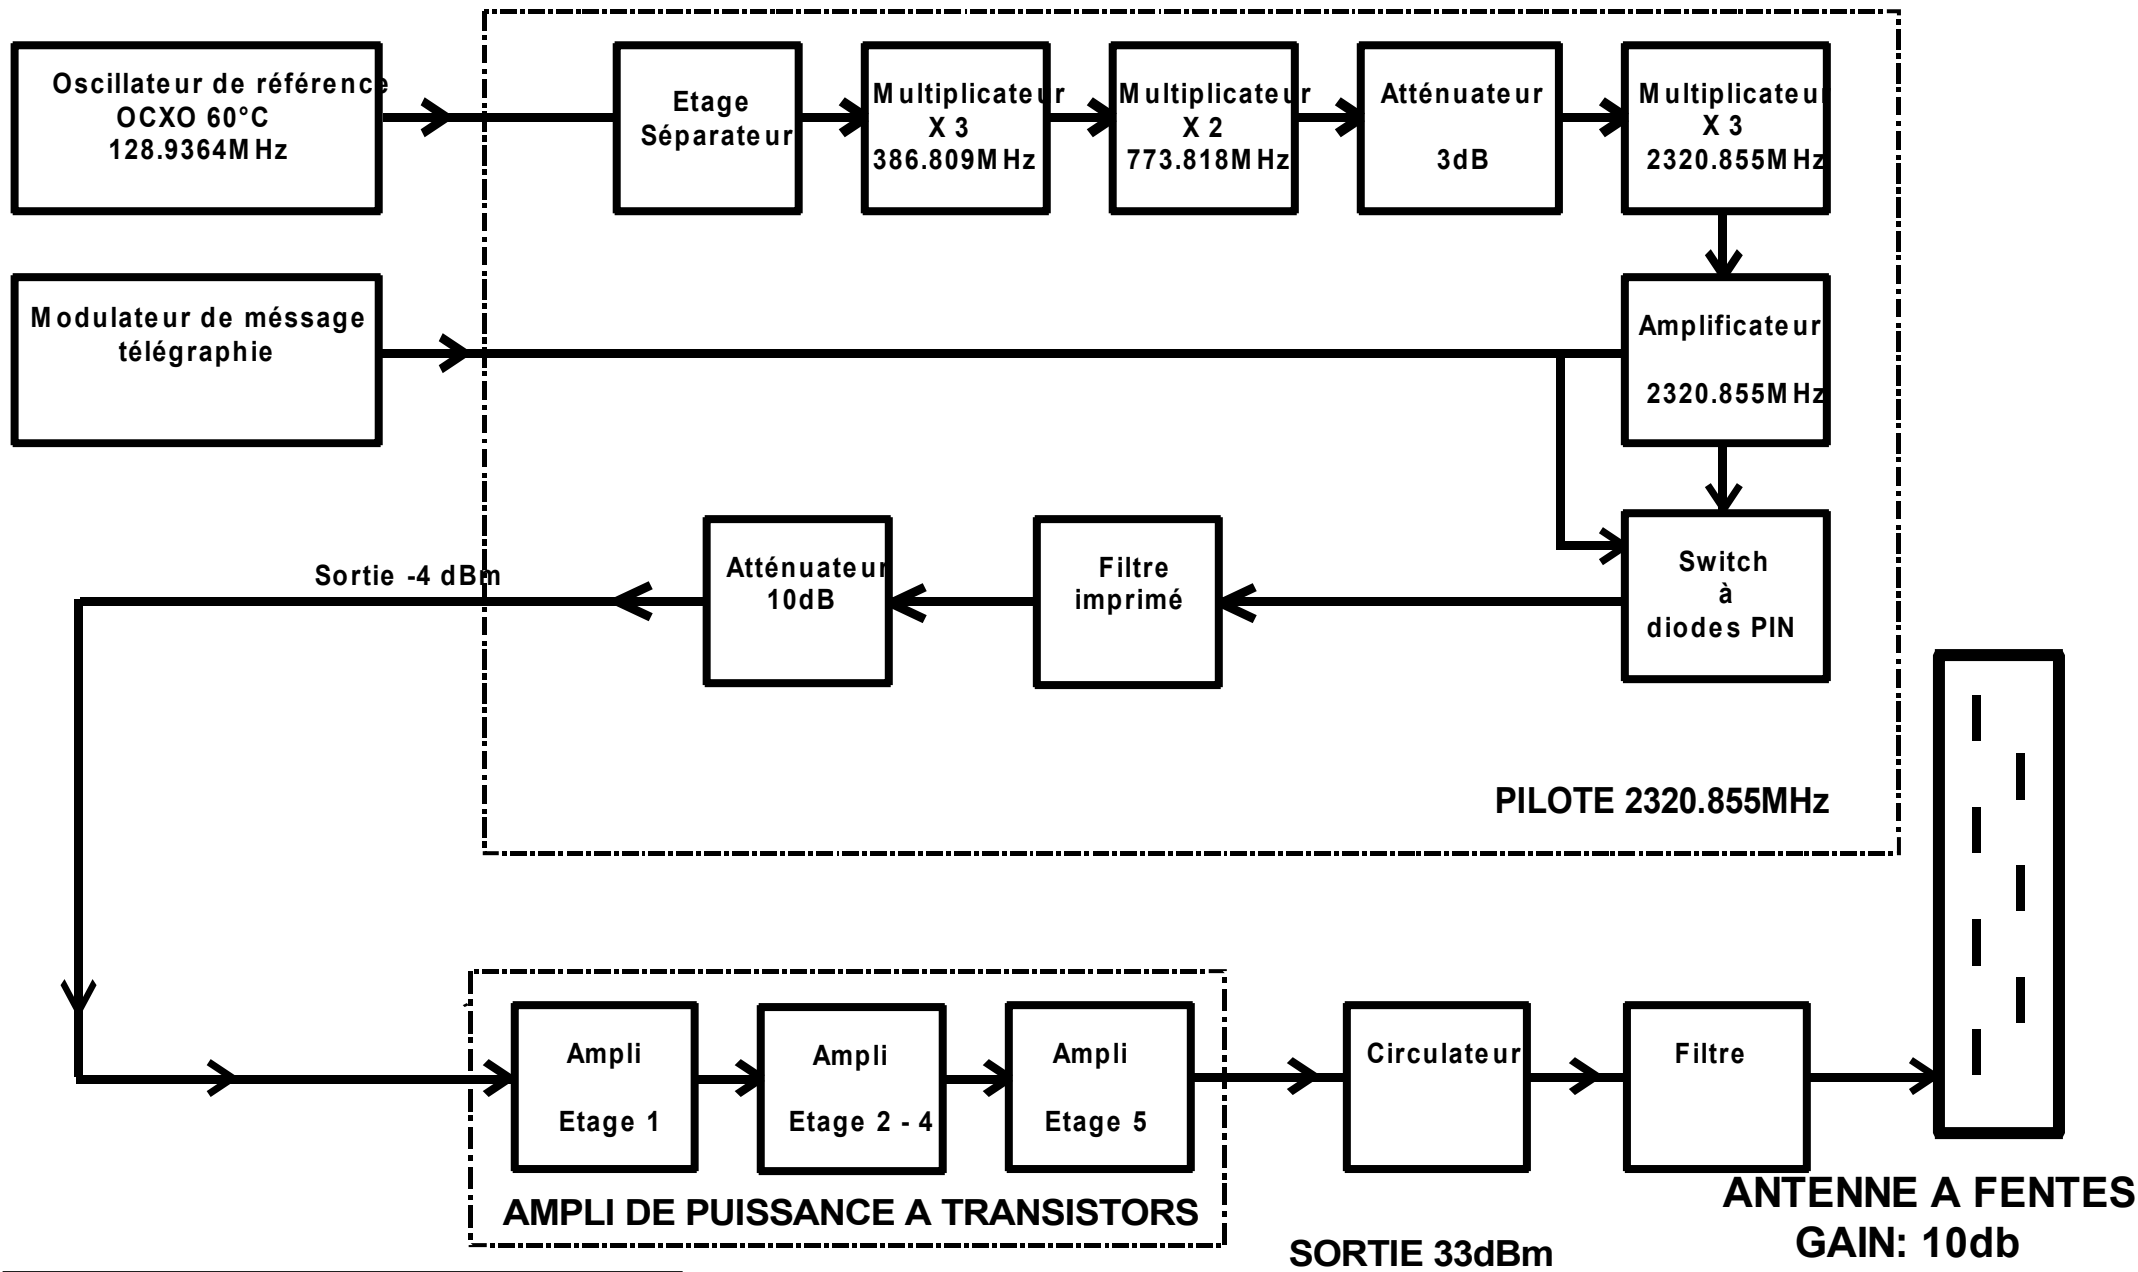 Oscillateur de référence
OCXO 60°C
128.9364MHz
Etage
Séparateur
Multiplicateur
X 3
386.809MHz
Multiplicateur
X 2
773.818MHz
Atténuateur
3dB
Multiplicateur
X 3
2320.855MHz
Modulateur de méssage
télégraphie
Amplificateur
2320.855MHz
Sortie -4 dBm
Atténuateur
10dB
Filtre
imprimé
Switch
à
diodes PIN
PILOTE 2320.855MHz
Ampli
Etage 1
Ampli
Etage 2 - 4
Ampli
Etage 5
Circulateur
Filtre
AMPLI DE PUISSANCE A TRANSISTORS
SORTIE 33dBm
ANTENNE A FENTES
GAIN: 10db